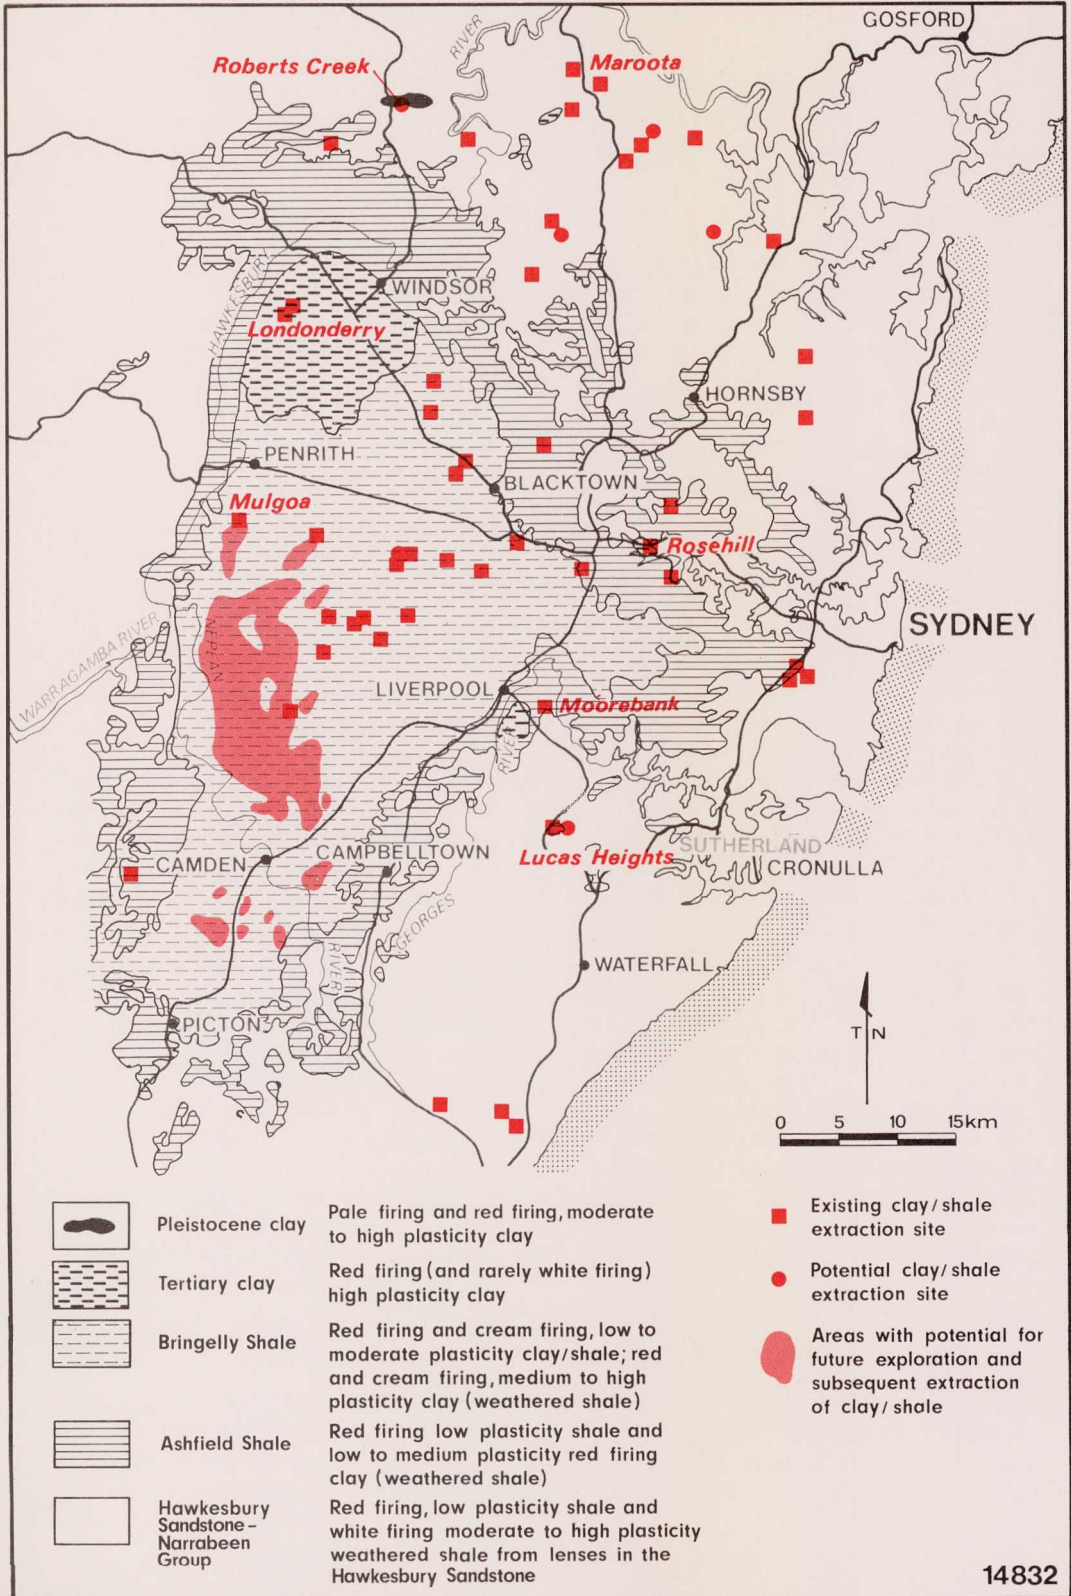 GOSFORD
RIVER
Roberts Creek
Maroota
HAWKESBURY
WINDSOR
Londonderry
HORNSBY
PENRITH
BLACKTOWN
Mulgoa
Rosehill
SYDNEY
WARRAGAMBA RIVER
NEPEAN
LIVERPOOL
Moorebank
RIVER
SUTHERLAND
CAMDEN
CAMPBELLTOWN
Lucas Heights
CRONULLA
GEORGES
RIVER
WATERFALL
PICTON
T N
0 5 10 15km
Pleistocene clay
Pale firing and red firing, moderate
to high plasticity clay
Tertiary clay
Red firing (and rarely white firing)
high plasticity clay
Bringelly Shale
Red firing and cream firing, low to
moderate plasticity clay/shale; red
and cream firing, medium to high
plasticity clay (weathered shale)
Ashfield Shale
Red firing low plasticity shale and
low to medium plasticity red firing
clay (weathered shale)
Hawkesbury
Sandstone-
Narrabeen
Group
Red firing, low plasticity shale and
white firing moderate to high plasticity
weathered shale from lenses in the
Hawkesbury Sandstone
Existing clay/shale
extraction site
Potential clay/shale
extraction site
Areas with potential for
future exploration and
subsequent extraction
of clay/shale
14832